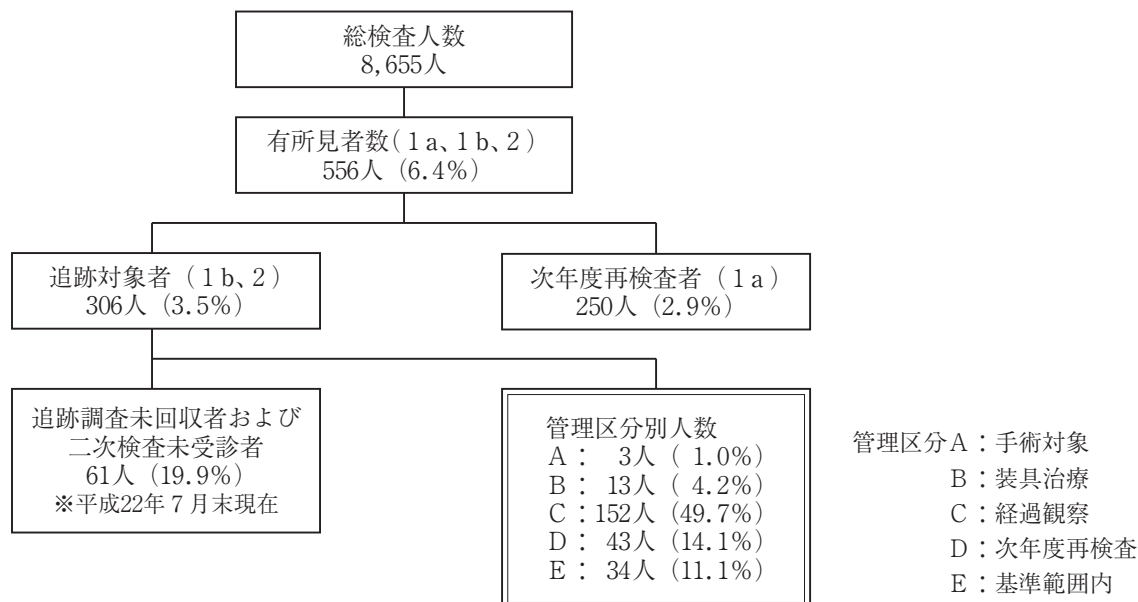 総検査人数
8,655人
有所見者数(1a、1b、2)
556人 (6.4%)
追跡対象者 (1b、2)
306人 (3.5%)
次年度再検査者 (1a)
250人 (2.9%)
追跡調査未回収者および
二次検査未受診者
61人 (19.9%)
※平成22年7月末現在
管理区分別人数
A: 3人 ( 1.0%)
B: 13人 ( 4.2%)
C:152人 (49.7%)
D: 43人 (14.1%)
E: 34人 (11.1%)
管理区分A:手術対象
B:装具治療
C:経過観察
D:次年度再検査
E:基準範囲内